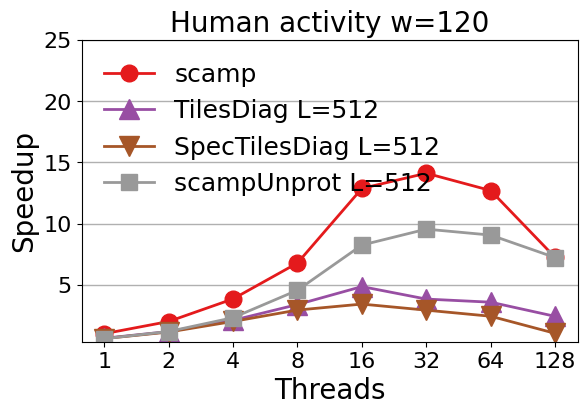 Human activity w=120
25
20
15
10
5
Speedup
scamp
TilesDiag L=512
SpecTilesDiag L=512
scampUnprot L=512
1 2 4 8 16 32 64 128
Threads